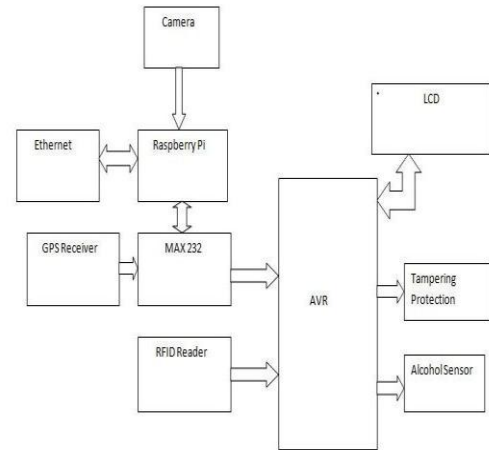 Camera
LCD
Ethernet
Raspberry Pi
GPS Receiver
MAX 232
AVR
Tampering
Protection
RFID Reader
Alcohol Sensor